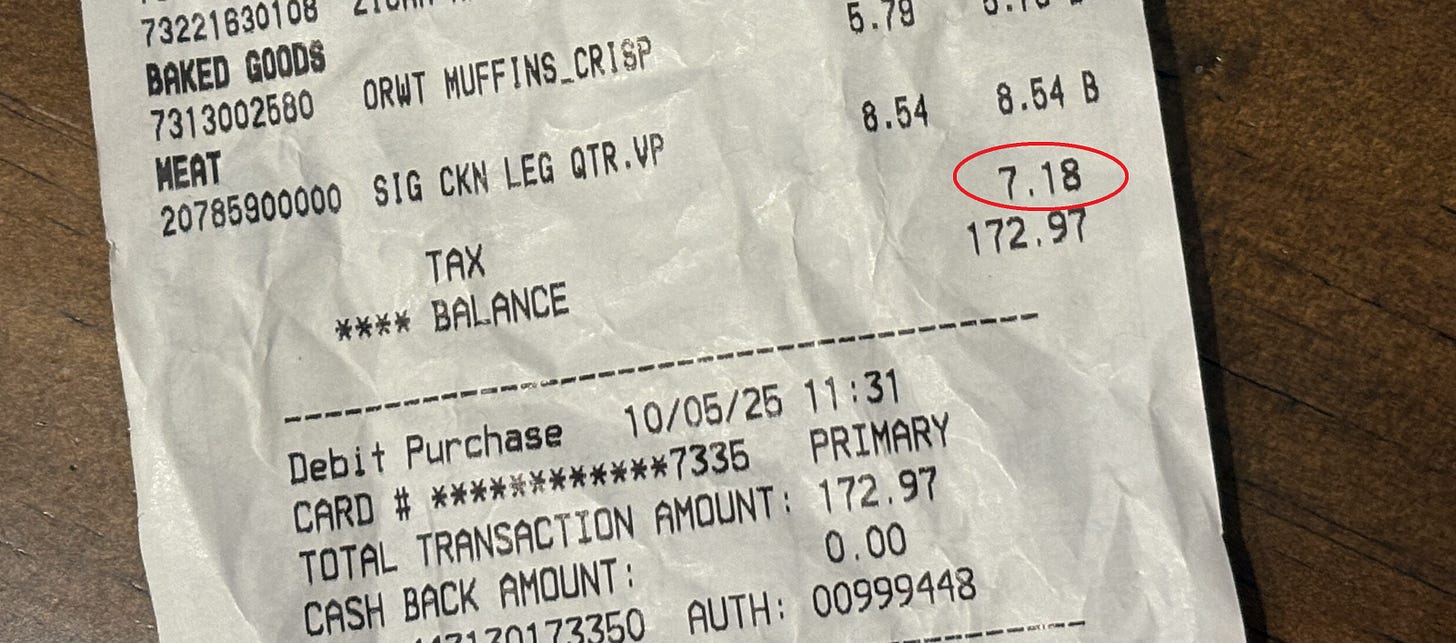 73221630108
BAKED GOODS
7313002580 ORWT MUFFINS_CRISP 5.79
MEAT
20785900000 SIG CKN LEG QTR.VP 8.54 8.54 B
TAX 7.18
**** BALANCE 172.97
--------------------------------------
Debit Purchase 10/05/25 11:31
CARD # ************7335 PRIMARY
TOTAL TRANSACTION AMOUNT: 172.97
CASH BACK AMOUNT: 0.00
AUTH: 00999448